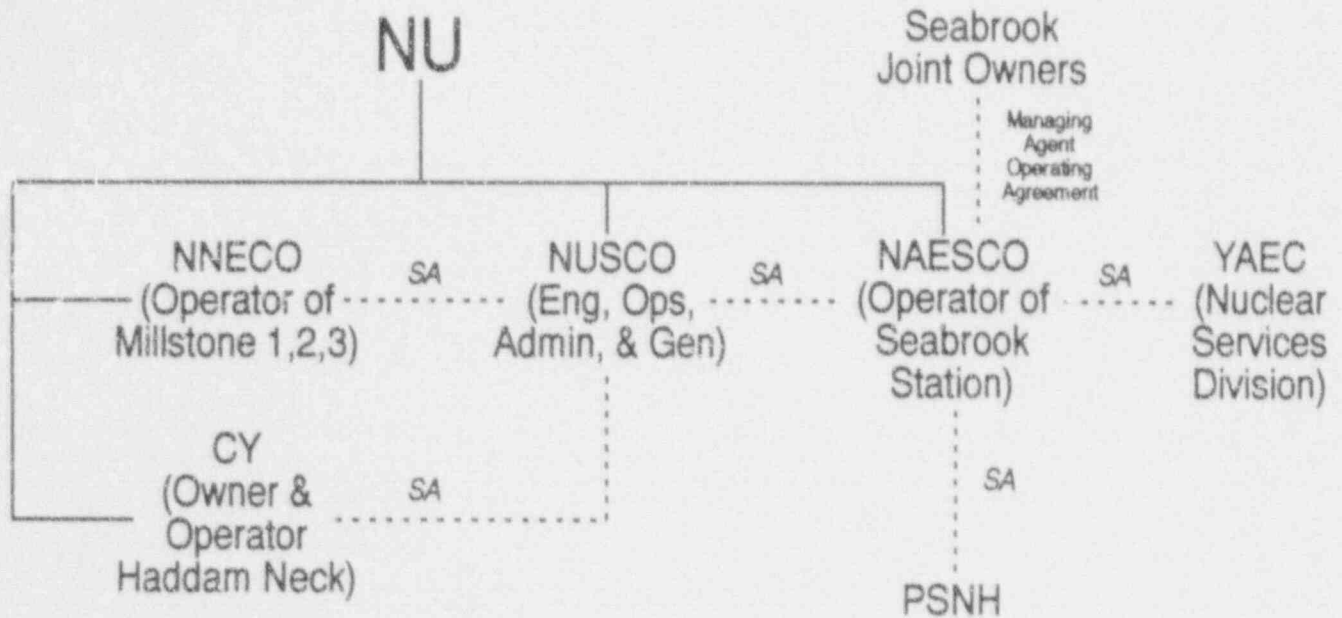 NU
Seabrook
Joint Owners
Managing
Agent
Operating
Agreement
NNECO
(Operator of
Millstone 1,2,3)
SA
NUSCO
(Eng, Ops,
Admin, & Gen)
SA
NAESCO
(Operator of
Seabrook
Station)
SA
YAEC
(Nuclear
Services
Division)
CY
(Owner &
Operator
Haddam Neck)
SA
SA
PSNH